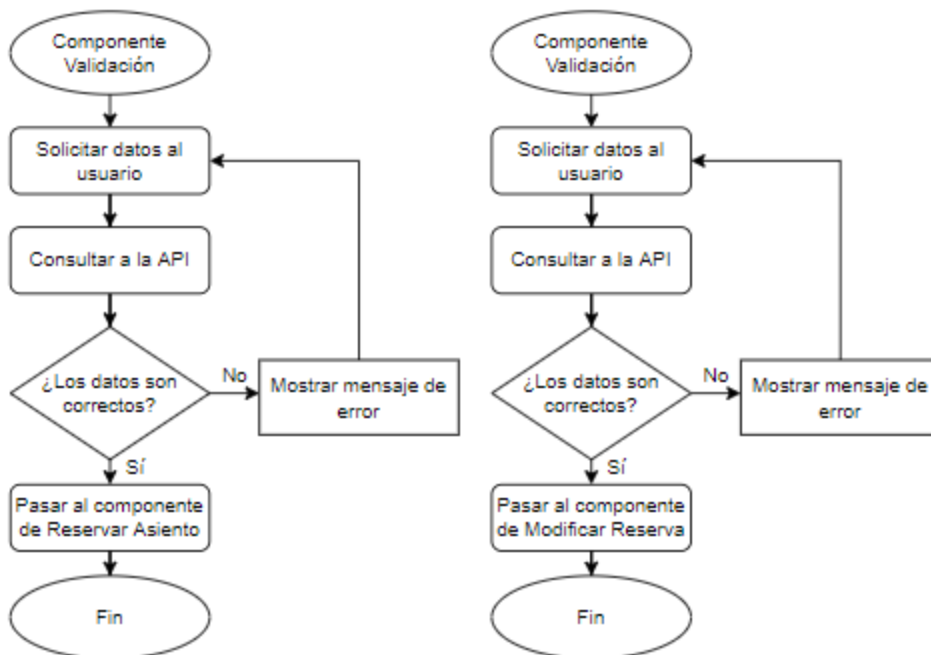 Componente
Validación
Solicitar datos al
usuario
Consultar a la API
¿Los datos son
correctos?
No
Mostrar mensaje de
error
Sí
Pasar al componente
de Reservar Asiento
Fin
Componente
Validación
Solicitar datos al
usuario
Consultar a la API
¿Los datos son
correctos?
No
Mostrar mensaje de
error
Sí
Pasar al componente
de Modificar Reserva
Fin